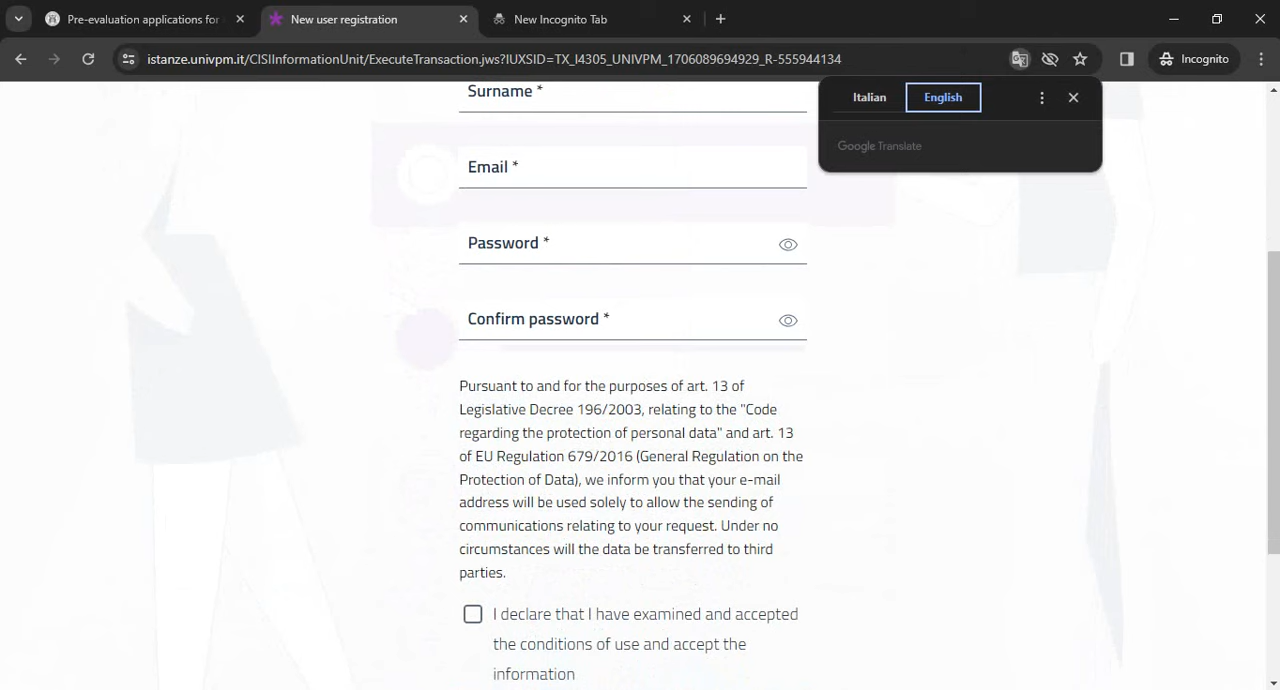 Pre-evaluation applications for
New user registration
New Incognito Tab
istanze.univpm.it/CISIInformationUnit/ExecuteTransaction.jws?IUXSID=TX_I4305_UNIVPM_1706089694929_R-555944134
Incognito
Italian
English
Google Translate
Surname *
Email *
Password *
Confirm password *
Pursuant to and for the purposes of art. 13 of
Legislative Decree 196/2003, relating to the "Code
regarding the protection of personal data" and art. 13
of EU Regulation 679/2016 (General Regulation on the
Protection of Data), we inform you that your e-mail
address will be used solely to allow the sending of
communications relating to your request. Under no
circumstances will the data be transferred to third
parties.
I declare that I have examined and accepted
the conditions of use and accept the
information